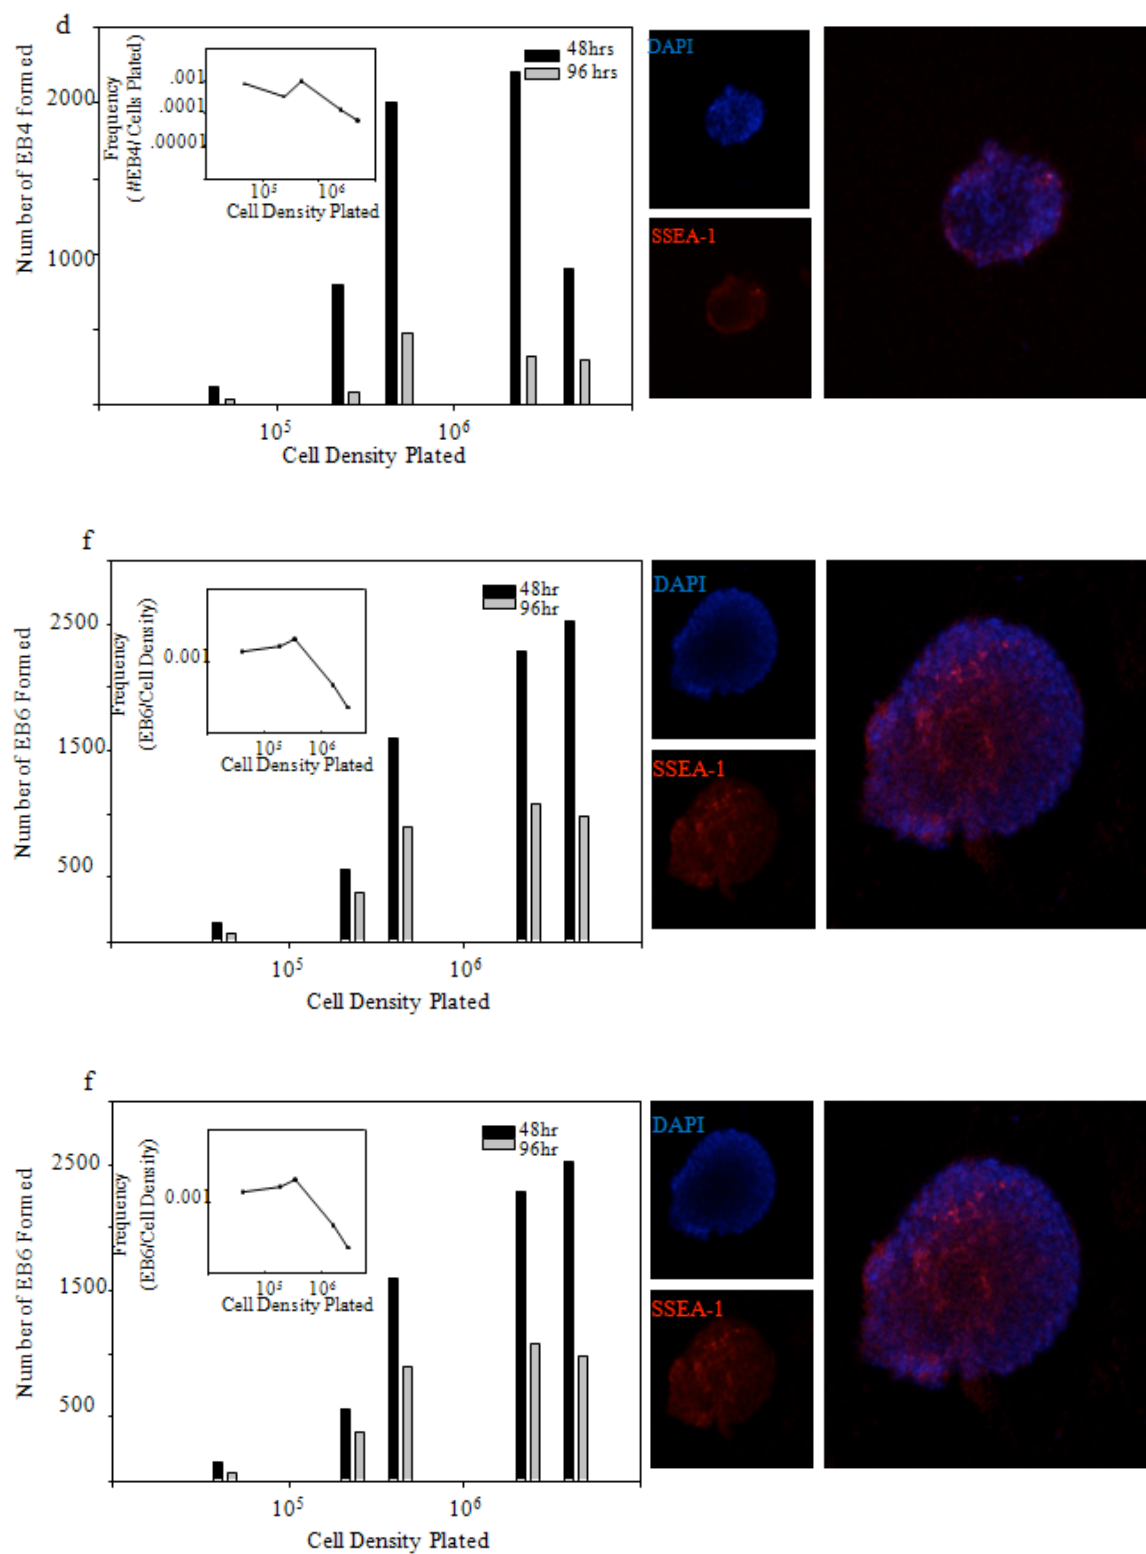 d
Number of EB4 formed
2000
1000
Frequency
( #EB4/ Cells Plated)
.001
.0001
.00001
10⁵ 10⁶
Cell Density Plated
48hrs
96 hrs
10⁵ 10⁶
Cell Density Plated
DAPI
SSEA-1
f
Number of EB6 Formed
2500
1500
500
Frequency
(EB6/Cell Density)
0.001
10⁵ 10⁶
Cell Density Plated
48hr
96hr
10⁵ 10⁶
Cell Density Plated
DAPI
SSEA-1
f
Number of EB6 Formed
2500
1500
500
Frequency
(EB6/Cell Density)
0.001
10⁵ 10⁶
Cell Density Plated
48hr
96hr
10⁵ 10⁶
Cell Density Plated
DAPI
SSEA-1